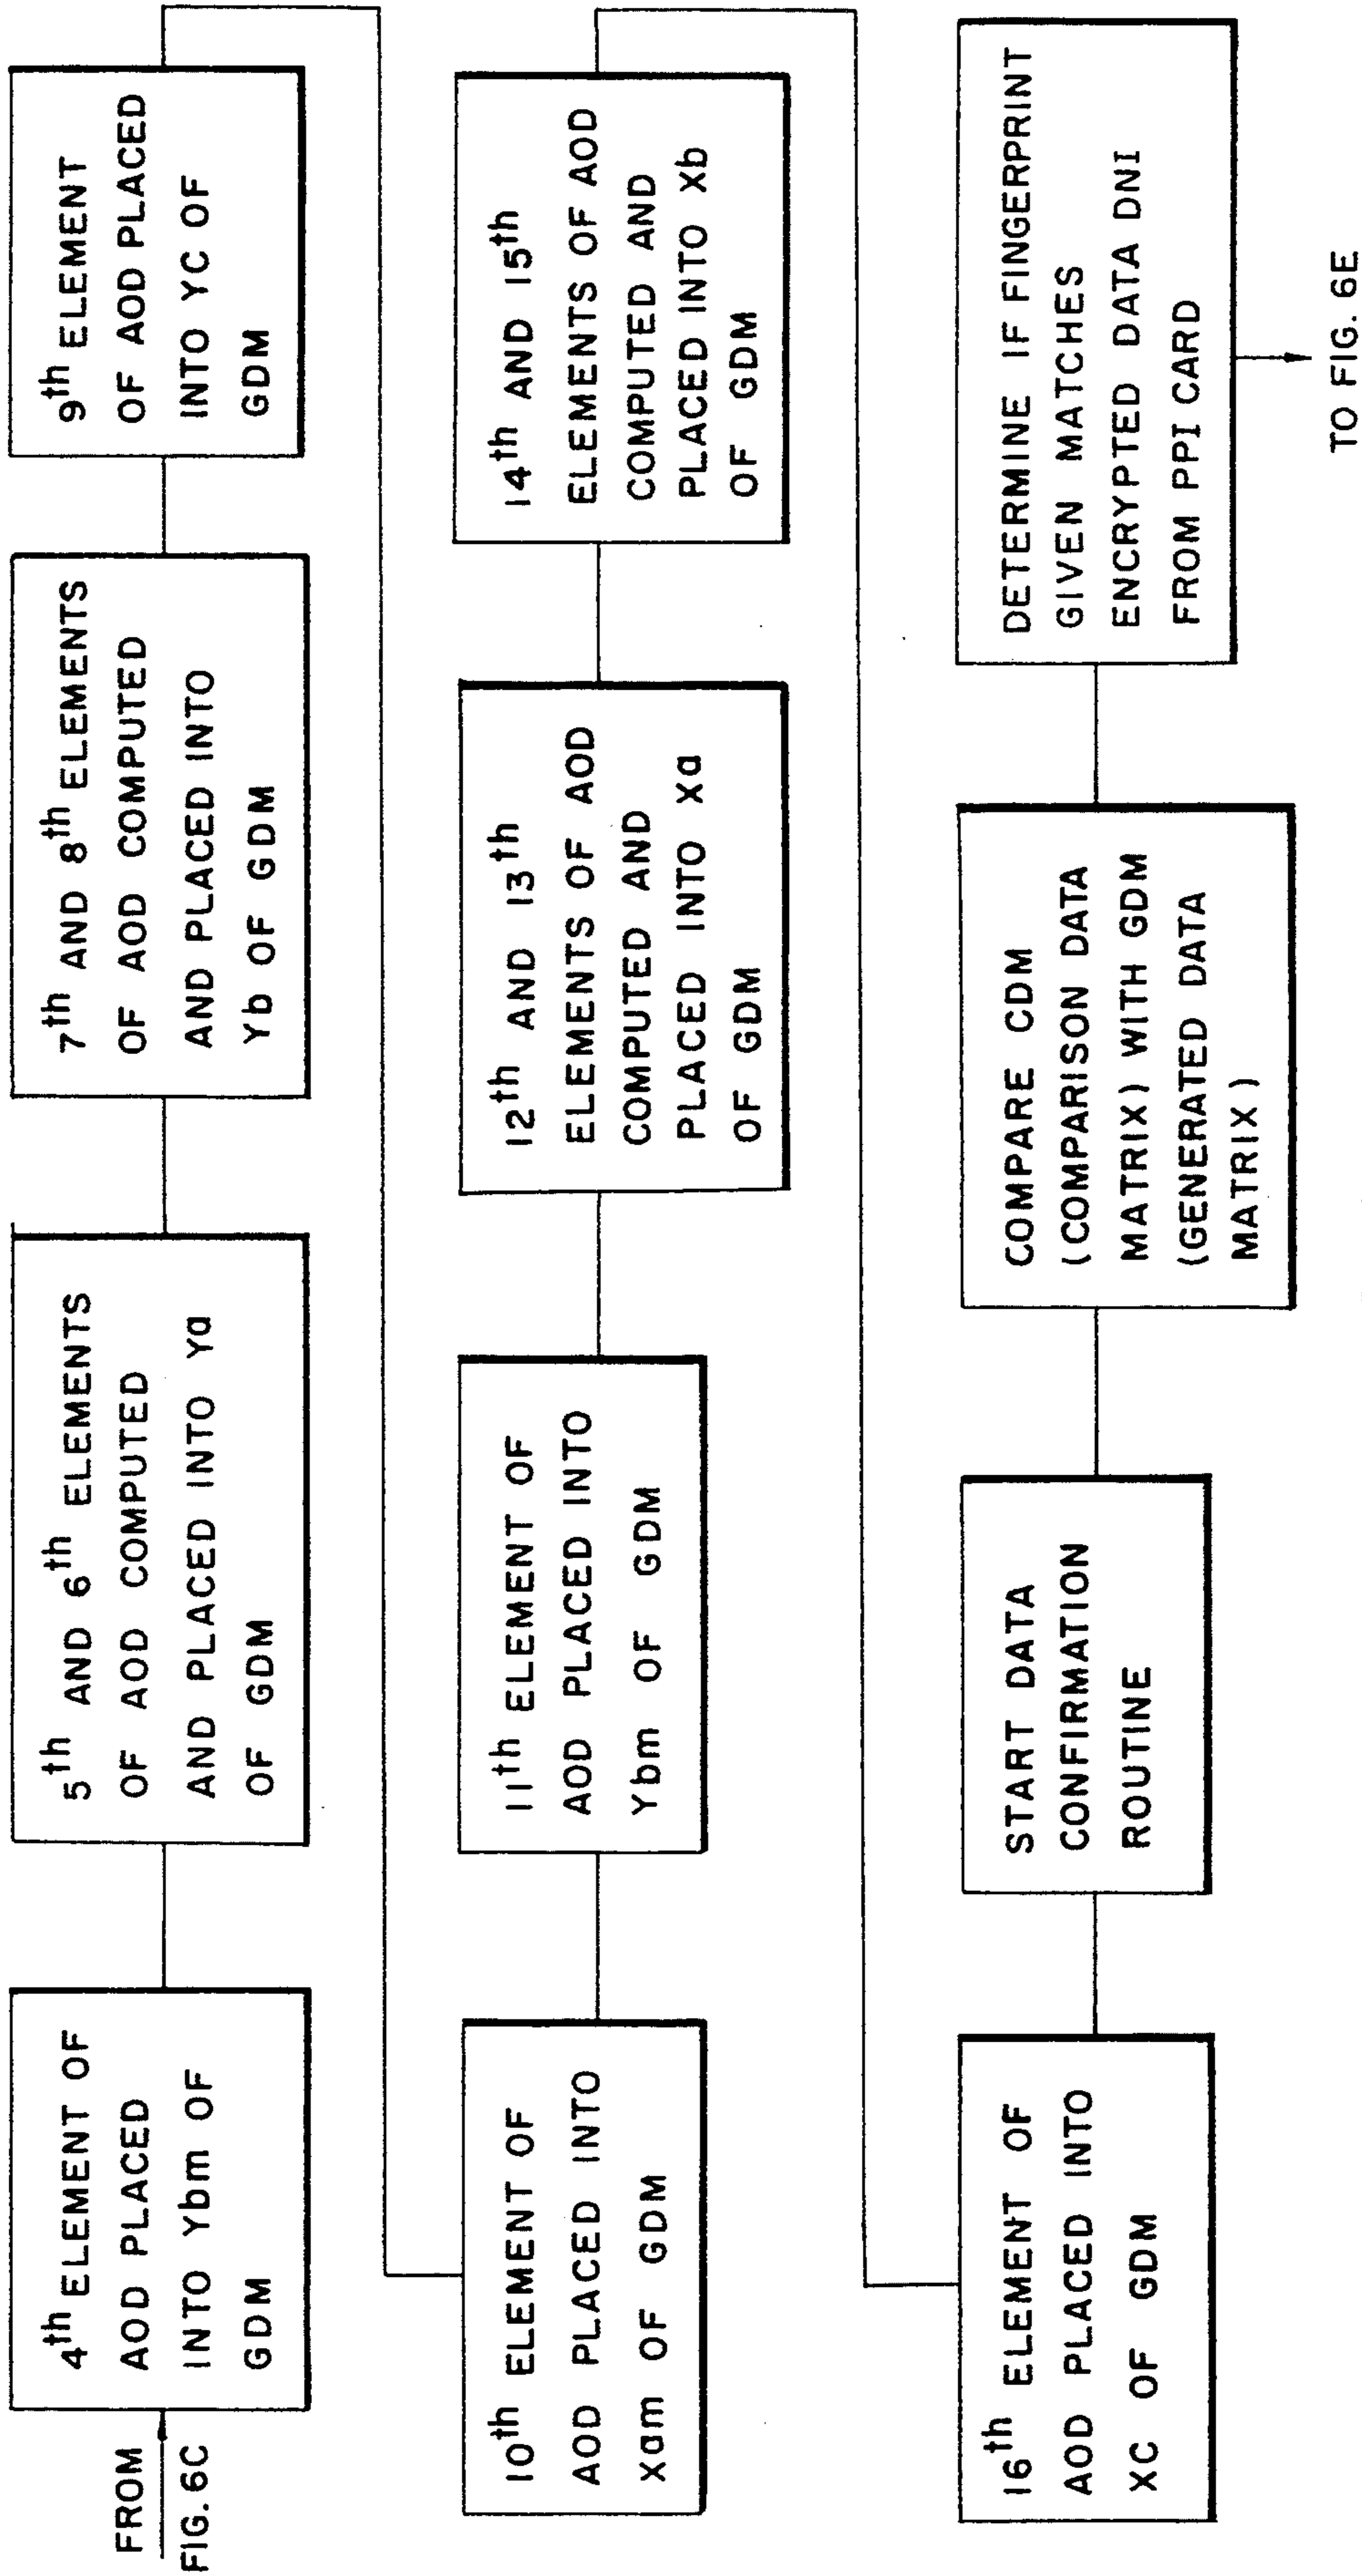 FROM
FIG. 6C
4th ELEMENT OF
AOD PLACED
INTO Ybm OF
GDM
5th AND 6th ELEMENTS
OF AOD COMPUTED
AND PLACED INTO Ya
OF GDM
7th AND 8th ELEMENTS
OF AOD COMPUTED
AND PLACED INTO
Yb OF GDM
9th ELEMENT
OF AOD PLACED
INTO YC OF
GDM
10th ELEMENT OF
AOD PLACED INTO
Xam OF GDM
11th ELEMENT OF
AOD PLACED INTO
Ybm OF GDM
12th AND 13th
ELEMENTS OF AOD
COMPUTED AND
PLACED INTO Xa
OF GDM
14th AND 15th
ELEMENTS OF AOD
COMPUTED AND
PLACED INTO Xb
OF GDM
16th ELEMENT OF
AOD PLACED INTO
XC OF GDM
START DATA
CONFIRMATION
ROUTINE
COMPARE CDM
(COMPARISON DATA
MATRIX) WITH GDM
(GENERATED DATA
MATRIX)
DETERMINE IF FINGERPRINT
GIVEN MATCHES
ENCRYPTED DATA DNI
FROM PPI CARD
TO FIG. 6E